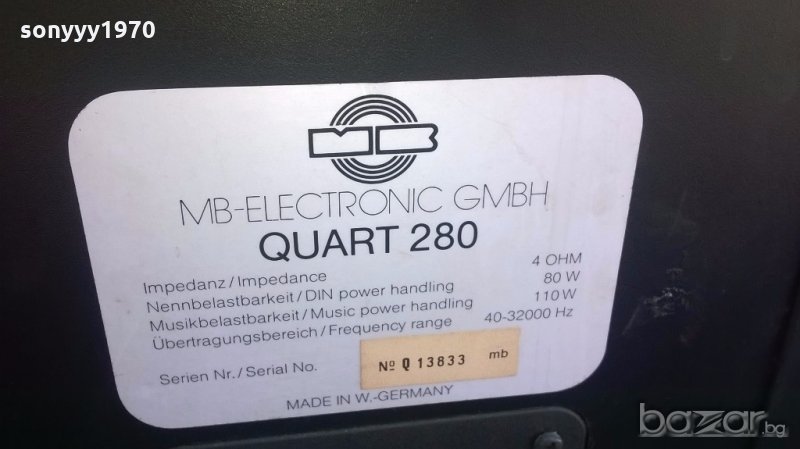 sonyyy1970
MB
MB-ELECTRONIC GMBH
QUART 280
Impedanz/Impedance 4 OHM
Nennbelastbarkeit/DIN power handling 80 W
Musikbelastbarkeit/Music power handling 110 W
Übertragungsbereich/Frequency range 40-32000 Hz
Serien Nr./Serial No. Nº Q 13833 mb
MADE IN W.-GERMANY
bazar.bg